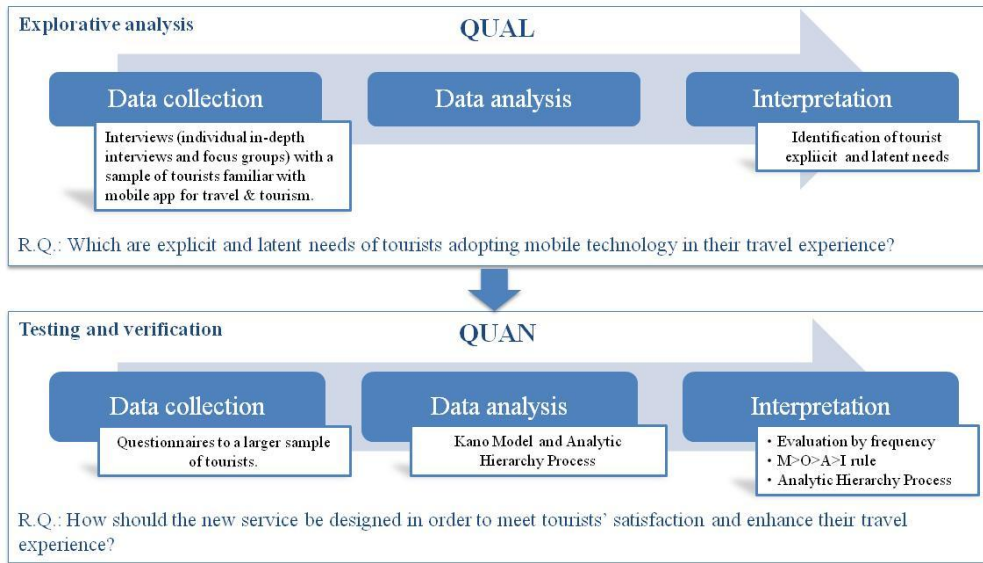 Explorative analysis
QUAL
Data collection
Data analysis
Interpretation
Interviews (individual in-depth
interviews and focus groups) with a
sample of tourists familiar with
mobile app for travel & tourism.
Identification of tourist
expliicit and latent needs
R.Q.: Which are explicit and latent needs of tourists adopting mobile technology in their travel experience?
Testing and verification
QUAN
Data collection
Data analysis
Interpretation
Questionnaires to a larger sample
of tourists.
Kano Model and Analytic
Hierarchy Process
• Evaluation by frequency
• M>O>A>I rule
• Analytic Hierarchy Process
R.Q.: How should the new service be designed in order to meet tourists’ satisfaction and enhance their travel
experience?